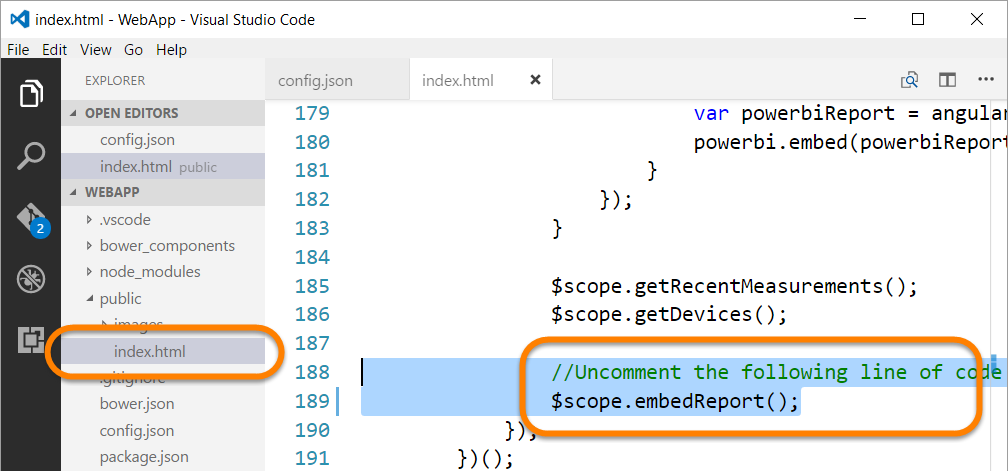 index.html - WebApp - Visual Studio Code
File Edit View Go Help
EXPLORER
OPEN EDITORS
config.json
index.html public
WEBAPP
.vscode
bower_components
node_modules
public
images
index.html
.gitignore
bower.json
config.json
package.json
2
config.json
index.html
179 var powerbiReport = angular
180 powerbi.embed(powerbiReport
181 }
182 });
183 }
184
185 $scope.getRecentMeasurements();
186 $scope.getDevices();
187
188 //Uncomment the following line of code
189 $scope.embedReport();
190 });
191 })();